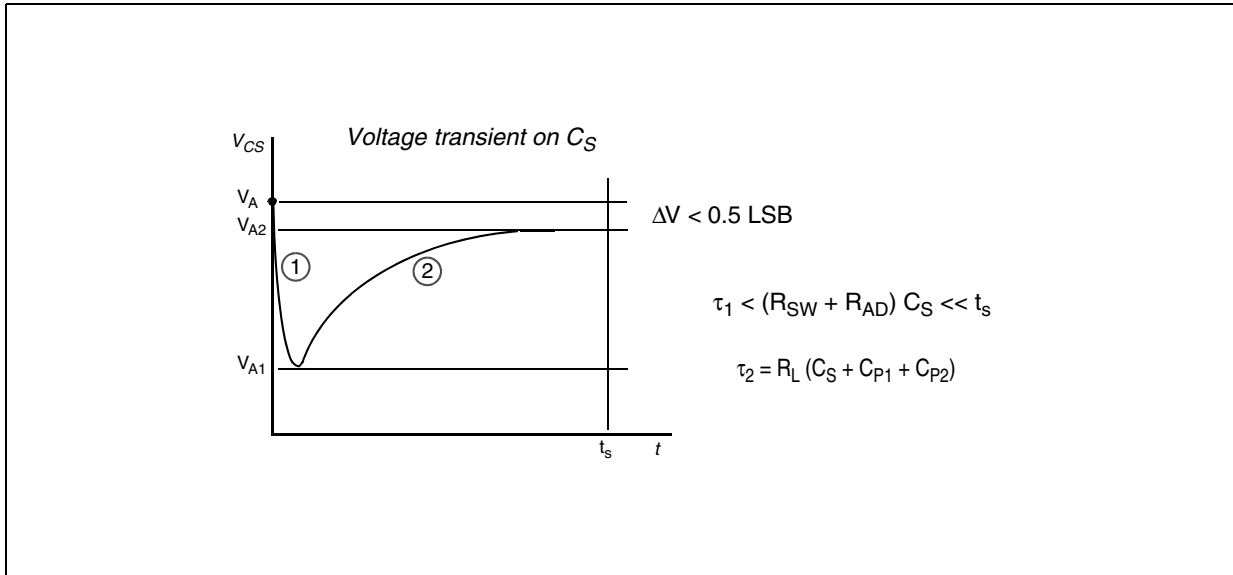 Voltage transient on CS
VCS
VA
VA2
ΔV < 0.5 LSB
1
2
τ1 < (RSW + RAD) CS << ts
VA1
τ2 = RL (CS + CP1 + CP2)
ts
t